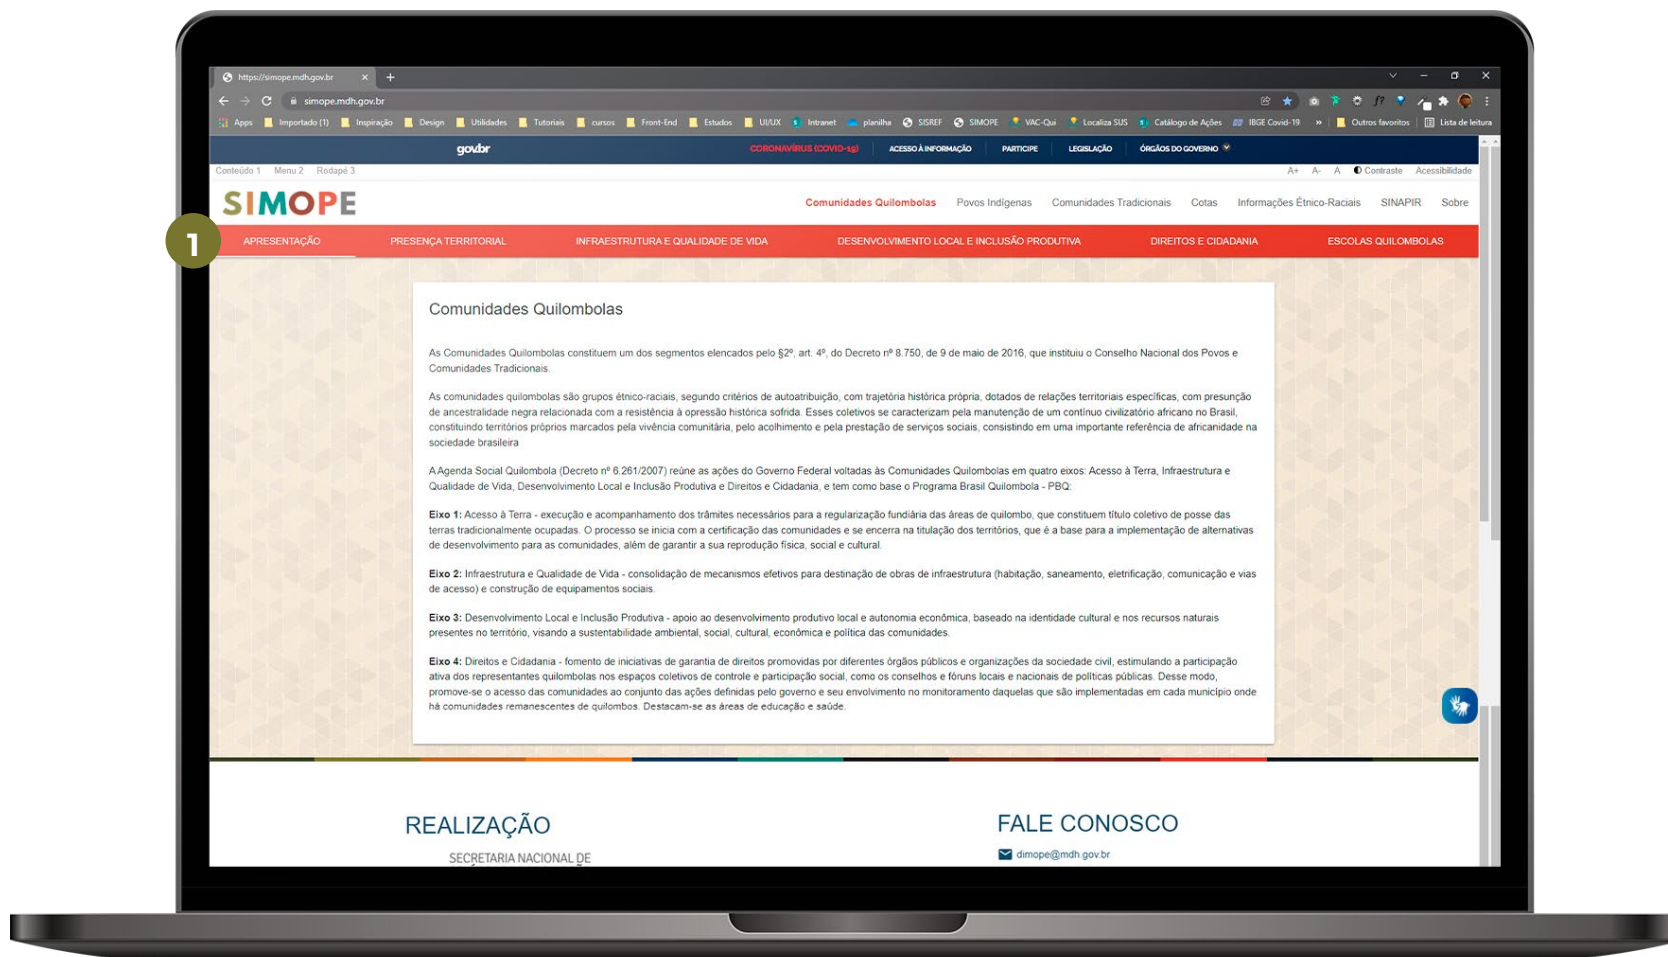 https://simope.mdh.gov.br
simope.mdh.gov.br
Apps Importado (1) Inspiração Design Utilidades Tutoriais cursos Front-End Estudos UI/UX Intranet planilha SISREF SIMOPE VAC-Qui Localiza SUS Catálogo de Ações IBGE Covid-19 » Outros favoritos Lista de leitura
gov.br CORONAVÍRUS (COVID-19) ACESSO À INFORMAÇÃO PARTICIPE LEGISLAÇÃO ÓRGÃOS DO GOVERNO
Conteúdo 1 Menu 2 Rodapé 3 A+ A- A Contraste Acessibilidade
SIMOPE Comunidades Quilombolas Povos Indígenas Comunidades Tradicionais Cotas Informações Étnico-Raciais SINAPIR Sobre
1 APRESENTAÇÃO PRESENÇA TERRITORIAL INFRAESTRUTURA E QUALIDADE DE VIDA DESENVOLVIMENTO LOCAL E INCLUSÃO PRODUTIVA DIREITOS E CIDADANIA ESCOLAS QUILOMBOLAS
Comunidades Quilombolas
As Comunidades Quilombolas constituem um dos segmentos elencados pelo §2º, art. 4º, do Decreto nº 8.750, de 9 de maio de 2016, que instituiu o Conselho Nacional dos Povos e
Comunidades Tradicionais.
As comunidades quilombolas são grupos étnico-raciais, segundo critérios de autoatribuição, com trajetória histórica própria, dotados de relações territoriais específicas, com presunção
de ancestralidade negra relacionada com a resistência à opressão histórica sofrida. Esses coletivos se caracterizam pela manutenção de um contínuo civilizatório africano no Brasil,
constituindo territórios próprios marcados pela vivência comunitária, pelo acolhimento e pela prestação de serviços sociais, consistindo em uma importante referência de africanidade na
sociedade brasileira
A Agenda Social Quilombola (Decreto nº 6.261/2007) reúne as ações do Governo Federal voltadas às Comunidades Quilombolas em quatro eixos: Acesso à Terra, Infraestrutura e
Qualidade de Vida, Desenvolvimento Local e Inclusão Produtiva e Direitos e Cidadania, e tem como base o Programa Brasil Quilombola - PBQ:
Eixo 1: Acesso à Terra - execução e acompanhamento dos trâmites necessários para a regularização fundiária das áreas de quilombo, que constituem título coletivo de posse das
terras tradicionalmente ocupadas. O processo se inicia com a certificação das comunidades e se encerra na titulação dos territórios, que é a base para a implementação de alternativas
de desenvolvimento para as comunidades, além de garantir a sua reprodução física, social e cultural.
Eixo 2: Infraestrutura e Qualidade de Vida - consolidação de mecanismos efetivos para destinação de obras de infraestrutura (habitação, saneamento, eletrificação, comunicação e vias
de acesso) e construção de equipamentos sociais.
Eixo 3: Desenvolvimento Local e Inclusão Produtiva - apoio ao desenvolvimento produtivo local e autonomia econômica, baseado na identidade cultural e nos recursos naturais
presentes no território, visando a sustentabilidade ambiental, social, cultural, econômica e política das comunidades.
Eixo 4: Direitos e Cidadania - fomento de iniciativas de garantia de direitos promovidas por diferentes órgãos públicos e organizações da sociedade civil, estimulando a participação
ativa dos representantes quilombolas nos espaços coletivos de controle e participação social, como os conselhos e fóruns locais e nacionais de políticas públicas. Desse modo,
promove-se o acesso das comunidades ao conjunto das ações definidas pelo governo e seu envolvimento no monitoramento daquelas que são implementadas em cada município onde
há comunidades remanescentes de quilombos. Destacam-se as áreas de educação e saúde.
REALIZAÇÃO FALE CONOSCO
SECRETARIA NACIONAL DE dimope@mdh.gov.br